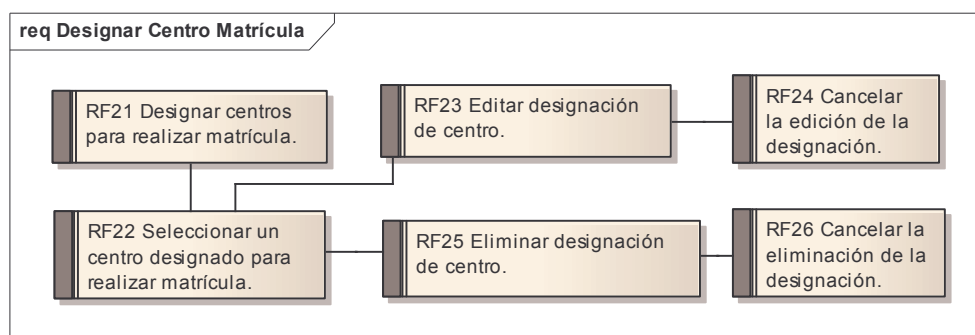 req Designar Centro Matrícula
RF21 Designar centros
para realizar matrícula.
RF23 Editar designación
de centro.
RF24 Cancelar
la edición de la
designación.
RF22 Seleccionar un
centro designado para
realizar matrícula.
RF25 Eliminar designación
de centro.
RF26 Cancelar la
eliminación de la
designación.